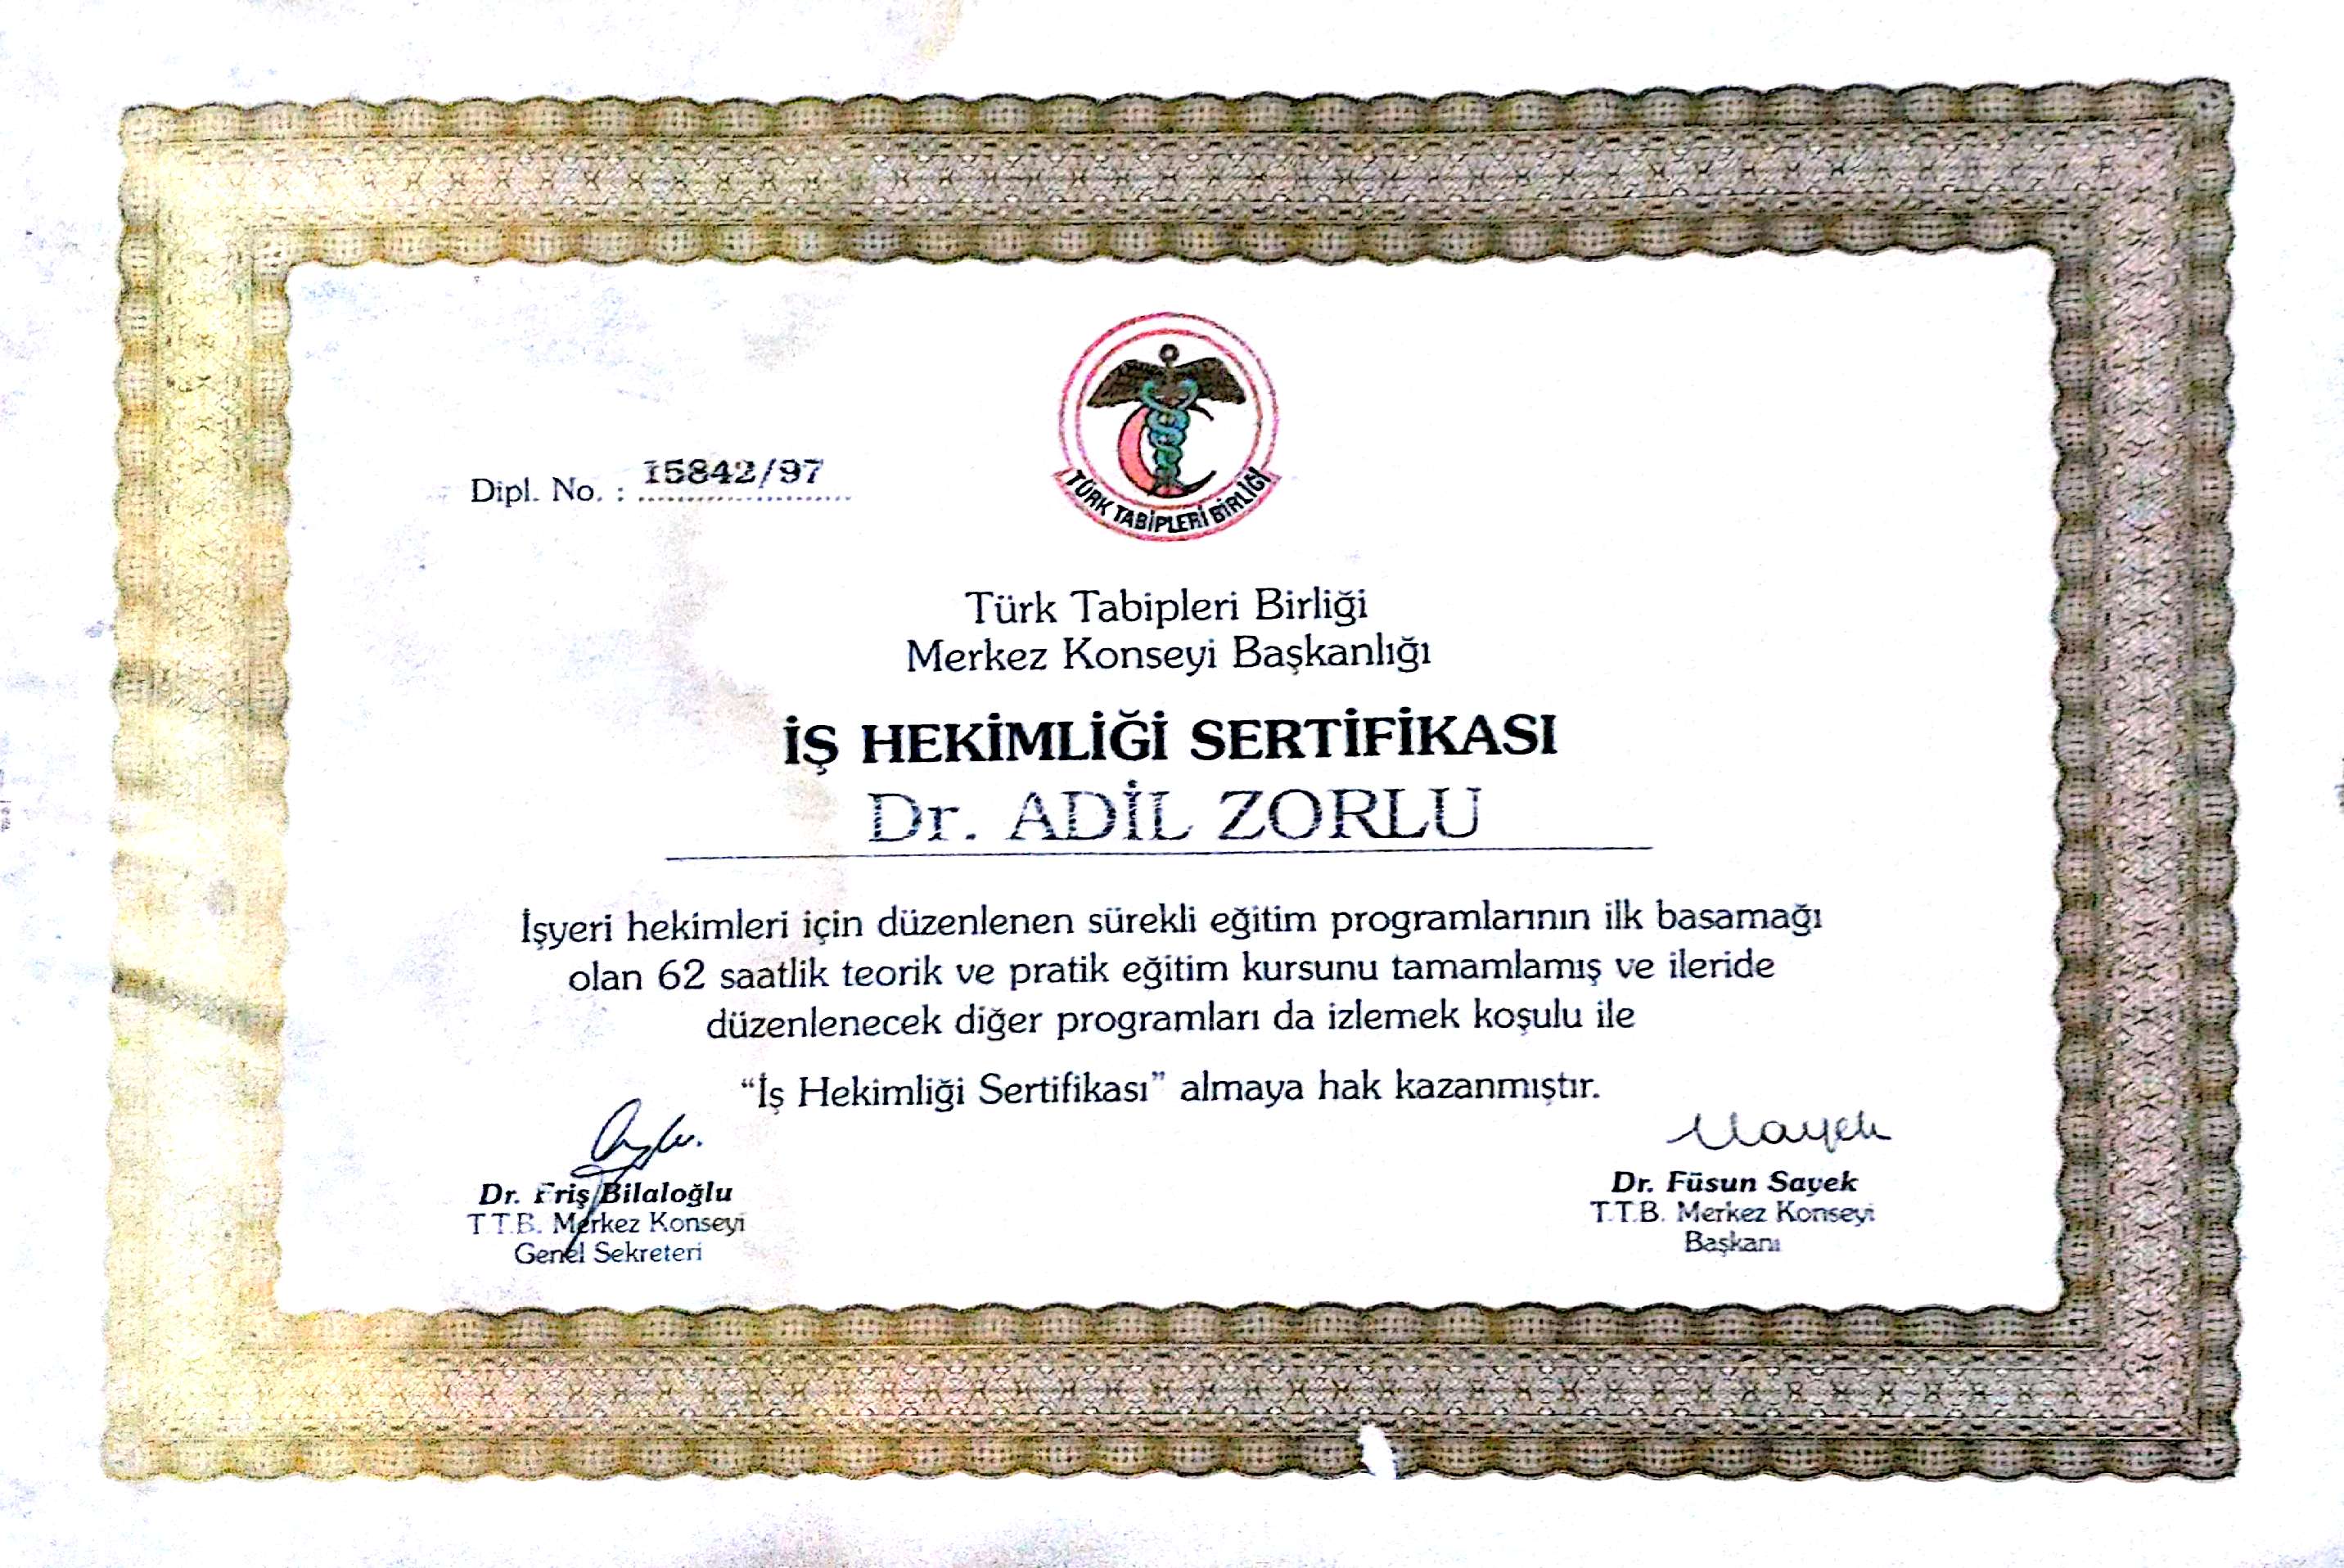 Dipl. No. : 15842/97
TÜRK TABİPLERİ BİRLİĞİ
Türk Tabipleri Birliği
Merkez Konseyi Başkanlığı
İŞ HEKİMLİĞİ SERTİFİKASI
Dr. ADİL ZORLU
İşyeri hekimleri için düzenlenen sürekli eğitim programlarının ilk basamağı
olan 62 saatlik teorik ve pratik eğitim kursunu tamamlamış ve ileride
düzenlenecek diğer programları da izlemek koşulu ile
“İş Hekimliği Sertifikası” almaya hak kazanmıştır.
Dr. Eriş Bilaloğlu
T.T.B. Merkez Konseyi
Genel Sekreteri
Dr. Füsun Sayek
T.T.B. Merkez Konseyi
Başkanı